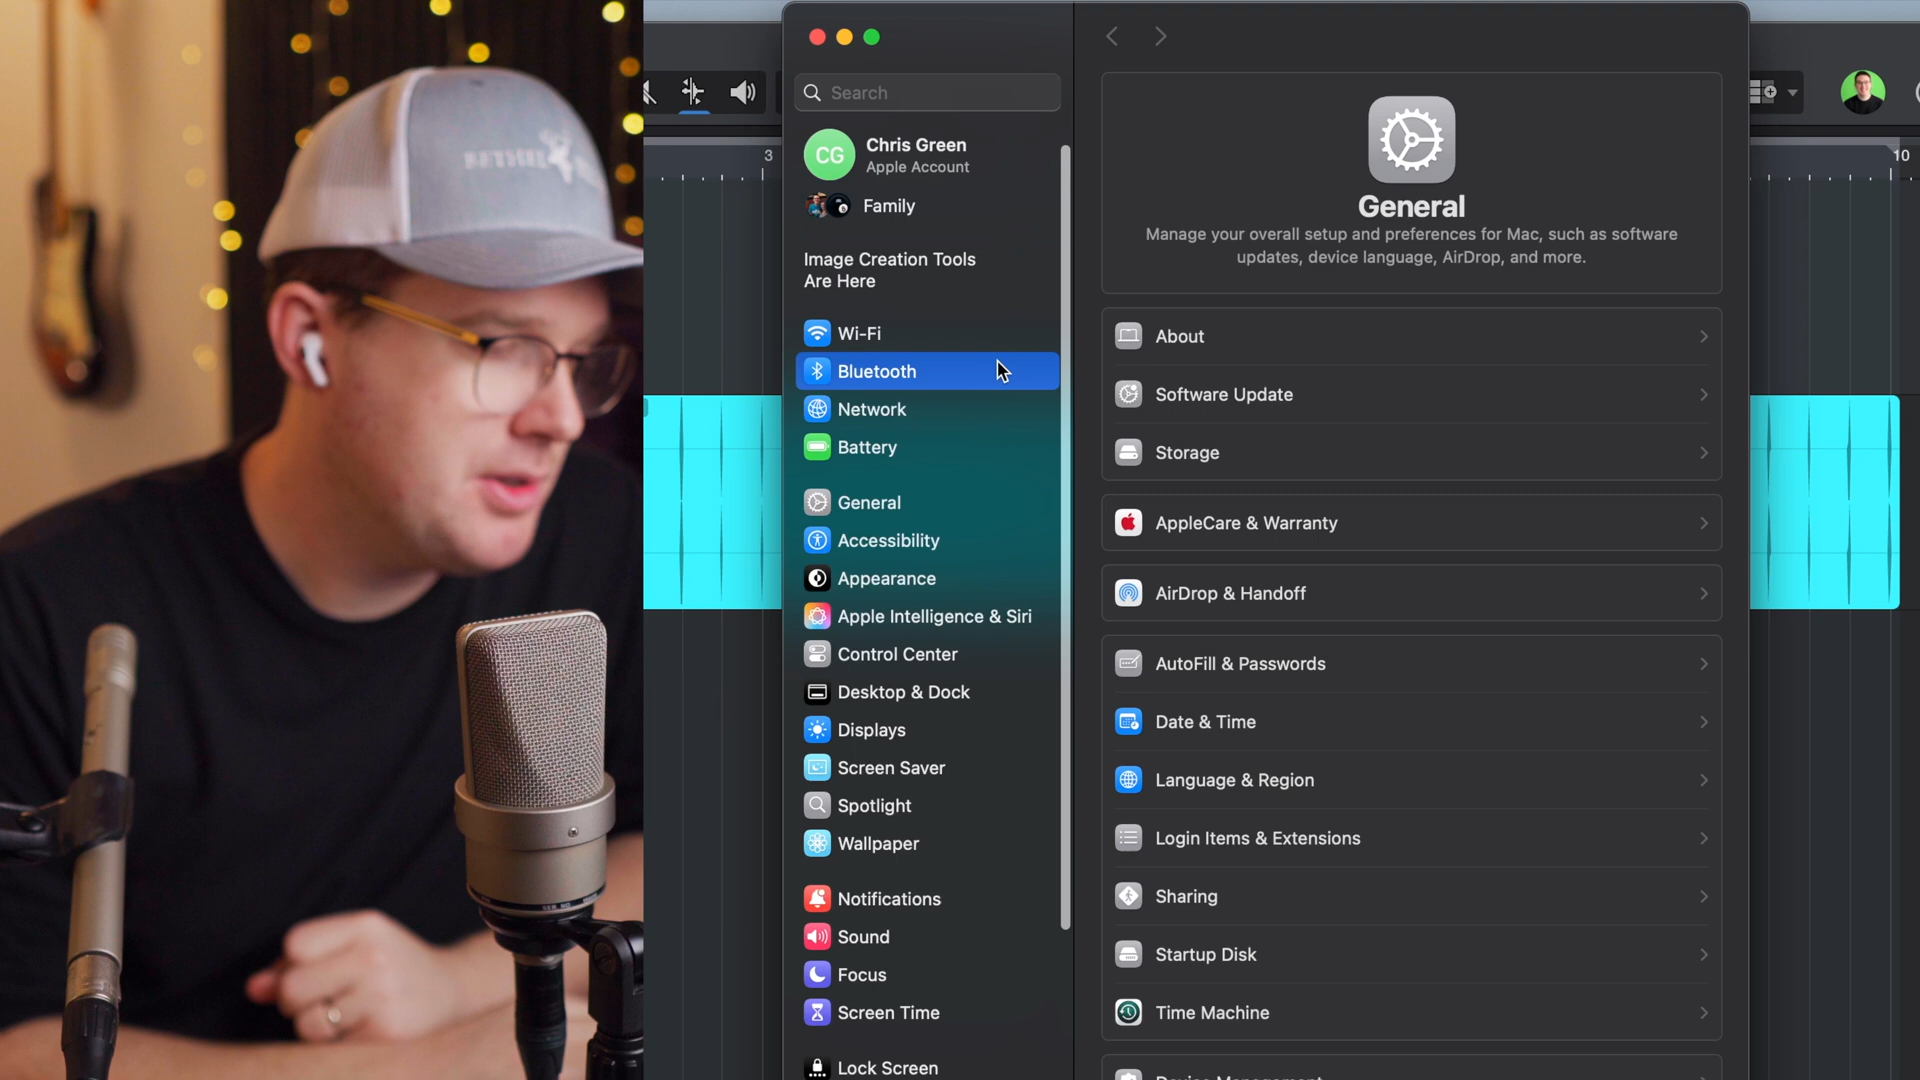 3
Search
CG
Chris Green
Apple Account
Family
Image Creation Tools
Are Here
Wi-Fi
Bluetooth
Network
Battery
General
Accessibility
Appearance
Apple Intelligence & Siri
Control Center
Desktop & Dock
Displays
Screen Saver
Spotlight
Wallpaper
Notifications
Sound
Focus
Screen Time
Lock Screen
General
Manage your overall setup and preferences for Mac, such as software
updates, device language, AirDrop, and more.
About
Software Update
Storage
AppleCare & Warranty
AirDrop & Handoff
AutoFill & Passwords
Date & Time
Language & Region
Login Items & Extensions
Sharing
Startup Disk
Time Machine
10